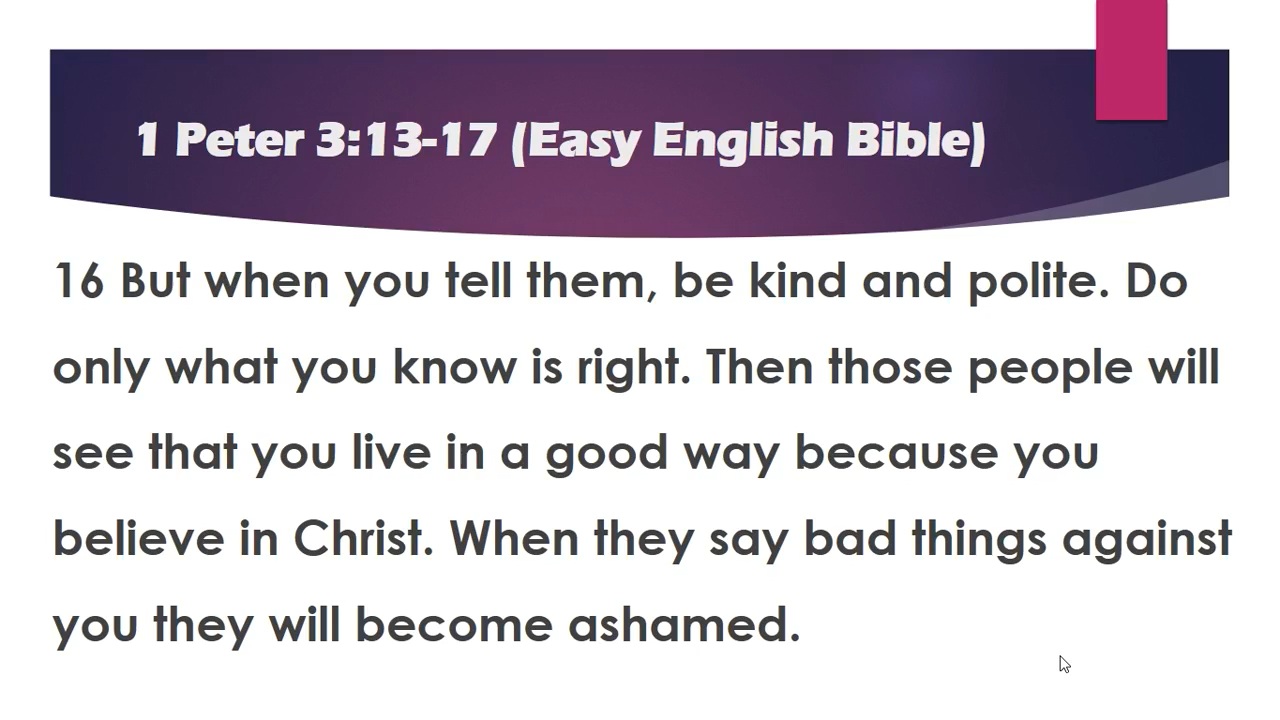 1 Peter 3:13-17 (Easy English Bible)
16 But when you tell them, be kind and polite. Do
only what you know is right. Then those people will
see that you live in a good way because you
believe in Christ. When they say bad things against
you they will become ashamed.